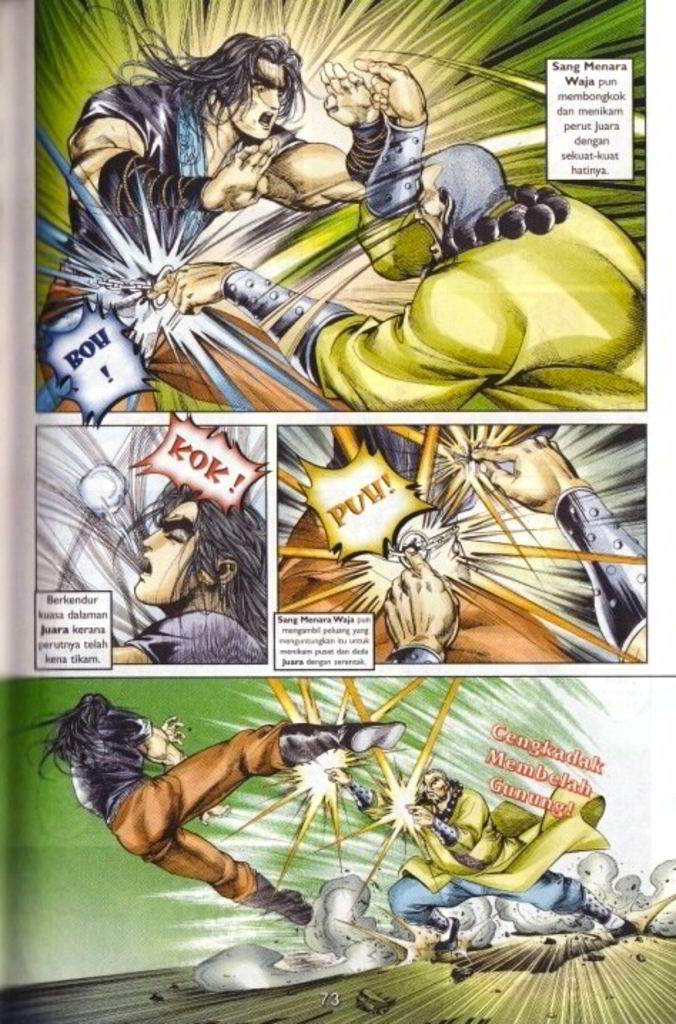 Sang Menara
Waja pun
membongkok
dan menikam
perut Juara
dengan
sekuat-kuat
hatinya.
BOH
!
KOK!
PUH!
Berkendur
kuasa dalaman
Juara kerana
perutnya telah
kena tikam.
Sang Menara Waja pun
mengambil peluang yang
menguntungkan itu untuk
menikam pusat dan dada
Juara dengan serentak.
Cengkadak
Membelah
Gunung!
73